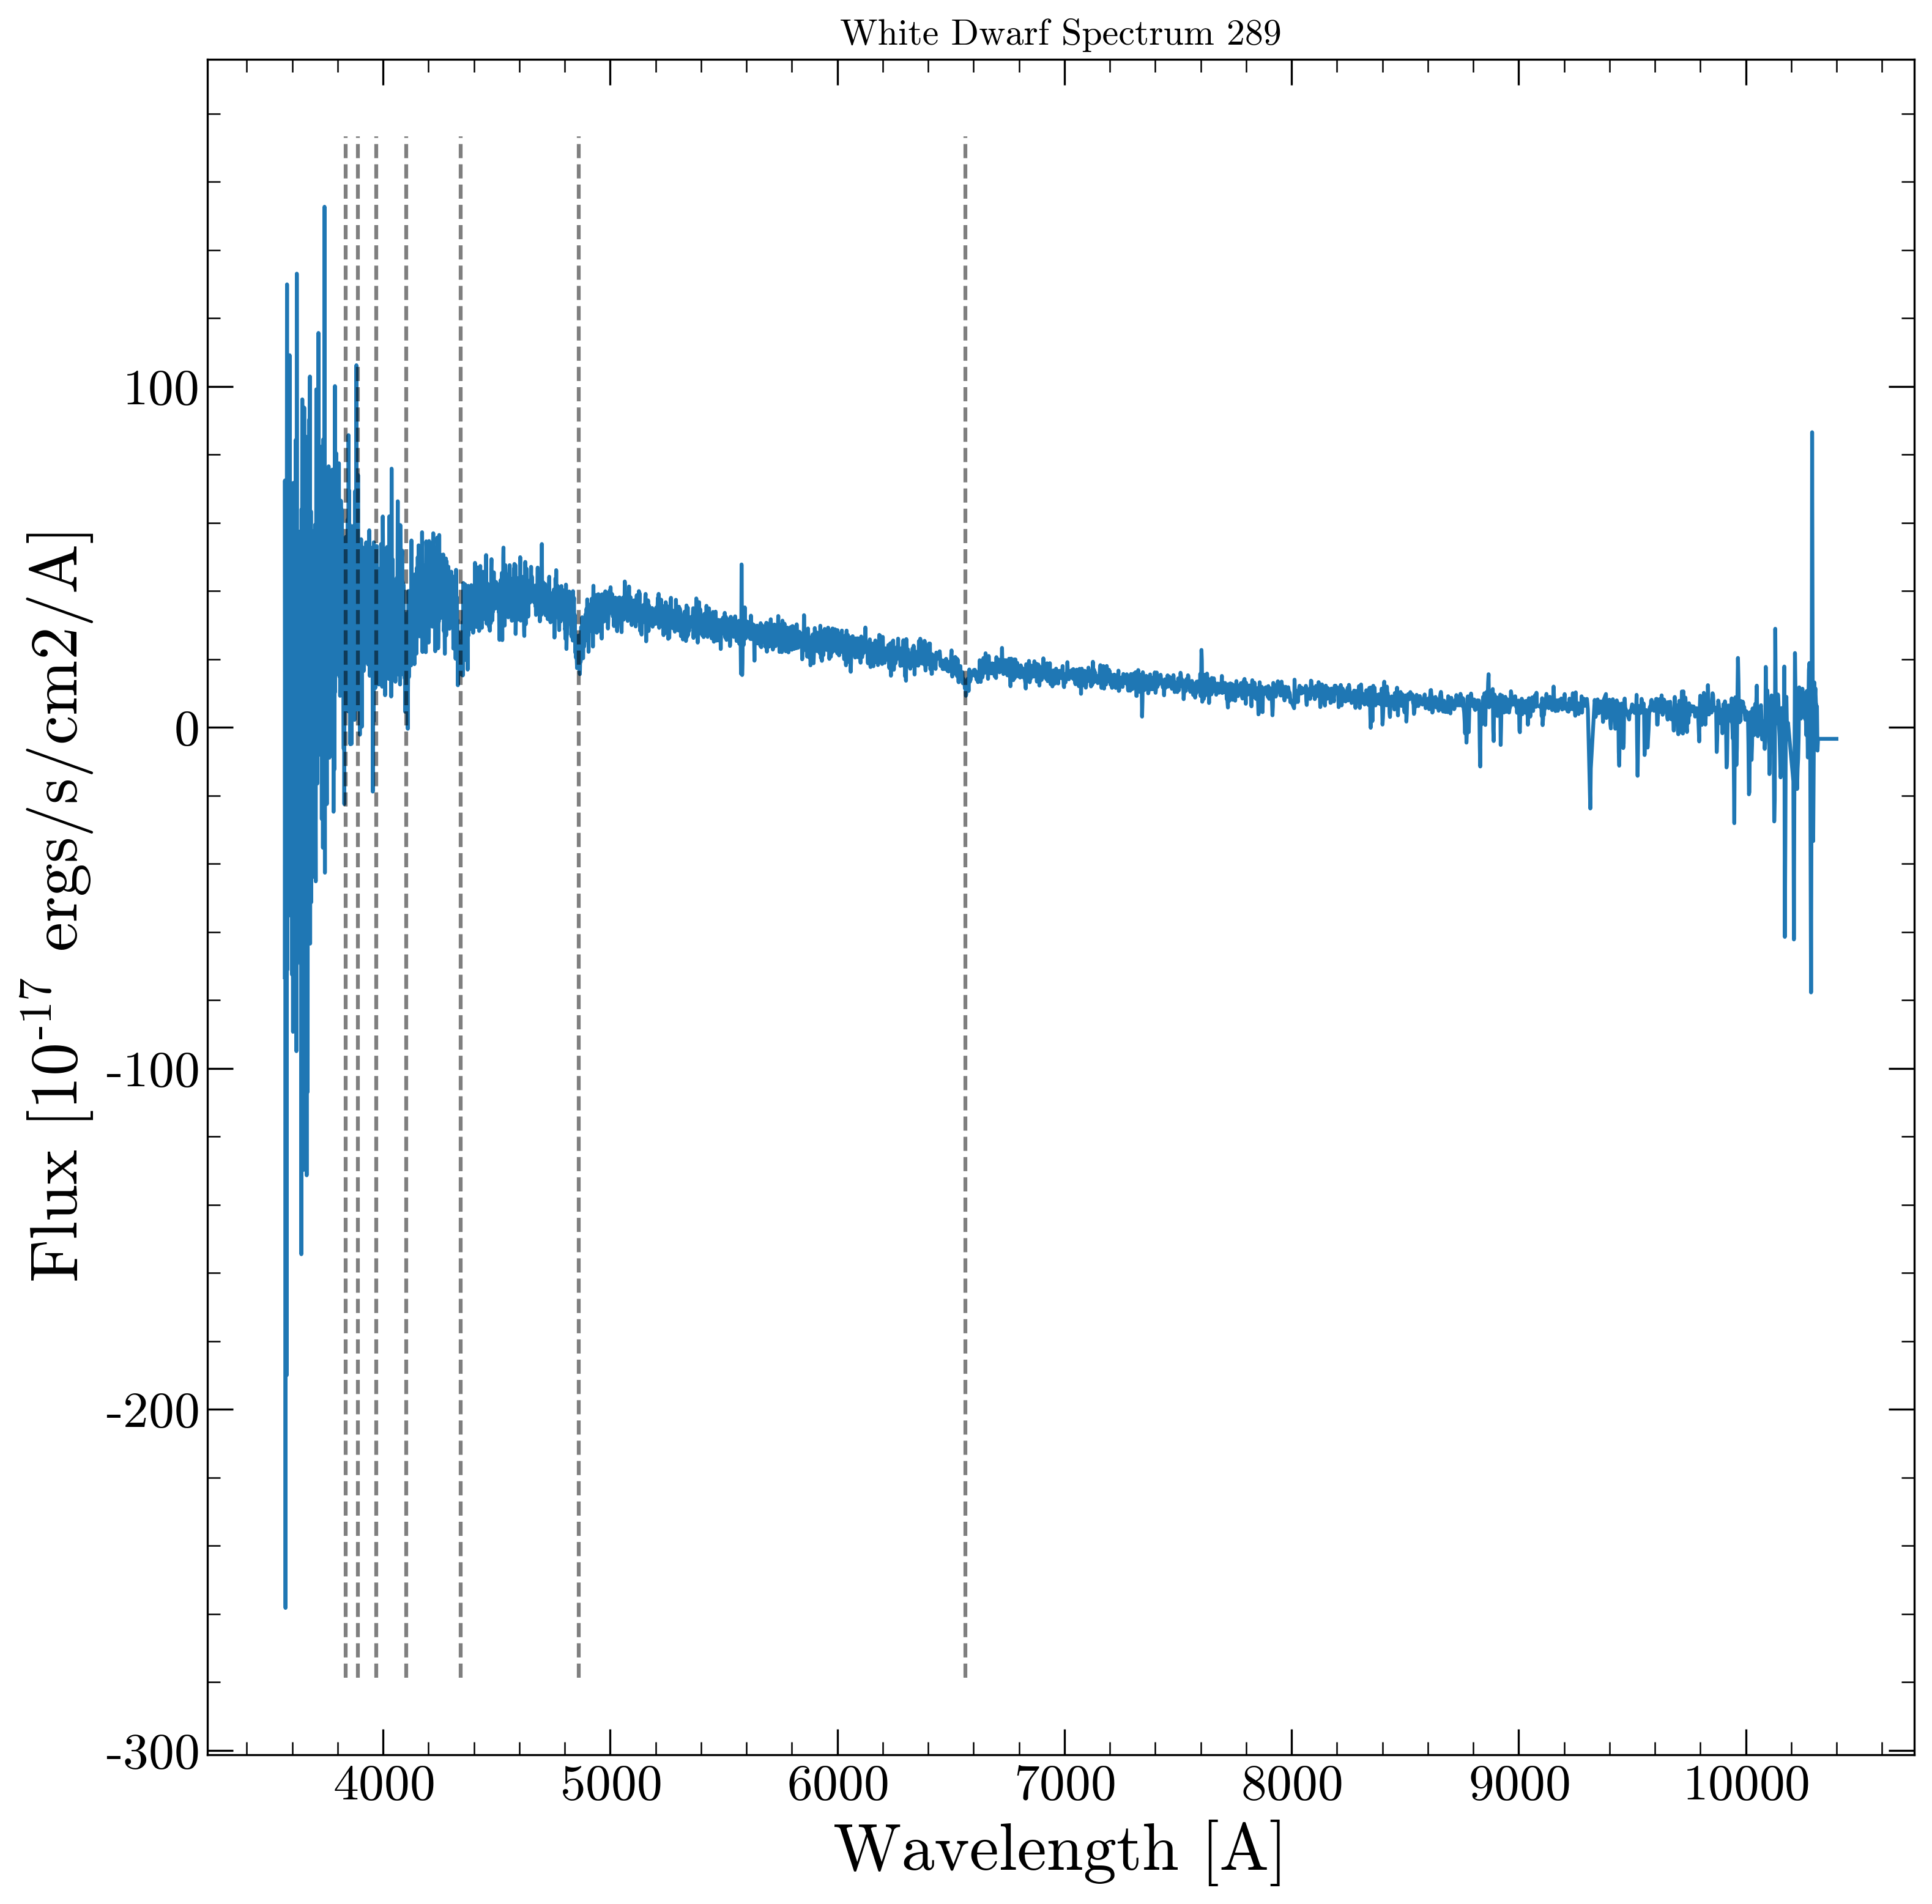 White Dwarf Spectrum 289
Flux [10-17 ergs/s/cm2/A]
100
0
-100
-200
-300
4000 5000 6000 7000 8000 9000 10000
Wavelength [A]